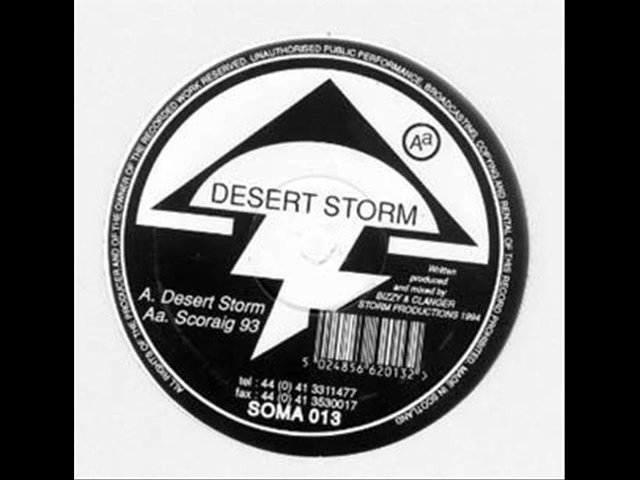 ALL RIGHTS OF THE PRODUCER AND OF THE OWNER OF THE RECORDED WORK RESERVED. UNAUTHORISED PUBLIC PERFORMANCE, BROADCASTING, COPYING AND RENTAL OF THIS RECORD PROHIBITED. MADE IN SCOTLAND
Aa
DESERT STORM
Written
produced
and mixed by
BIZZY & CLANGER
STORM PRODUCTIONS 1994
A. Desert Storm
Aa. Scoraig 93
5 024856 620132 >
tel : 44 (0) 41 3311477
fax : 44 (0) 41 3530017
SOMA 013